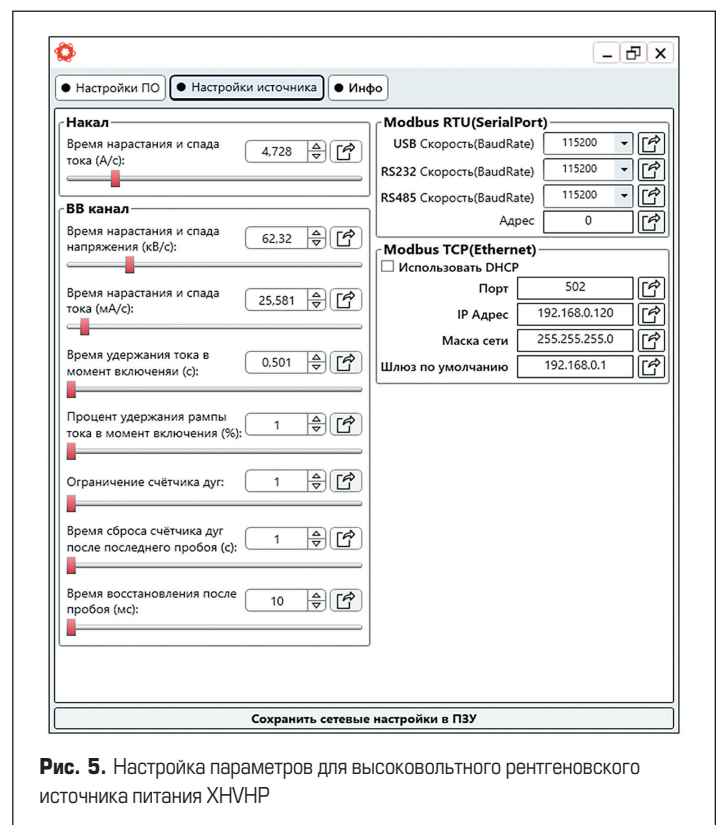 Настройки ПО
Настройки источника
Инфо
Накал
Время нарастания и спада
тока (А/с):
4,728
ВВ канал
Время нарастания и спада
напряжения (кВ/с):
62,32
Время нарастания и спада
тока (мА/с):
25,581
Время удержания тока в
момент включеняи (с):
0,501
Процент удержания рампы
тока в момент включения (%):
1
Ограничение счётчика дуг:
1
Время сброса счётчика дуг
после последнего пробоя (с):
1
Время восстановления после
пробоя (мс):
10
Modbus RTU(SerialPort)
USB Скорость(BaudRate)
115200
RS232 Скорость(BaudRate)
115200
RS485 Скорость(BaudRate)
115200
Адрес
0
Modbus TCP(Ethernet)
Использовать DHCP
Порт
502
IP Адрес
192.168.0.120
Маска сети
255.255.255.0
Шлюз по умолчанию
192.168.0.1
Сохранить сетевые настройки в ПЗУ
Рис. 5. Настройка параметров для высоковольтного рентгеновского
источника питания XHVHP